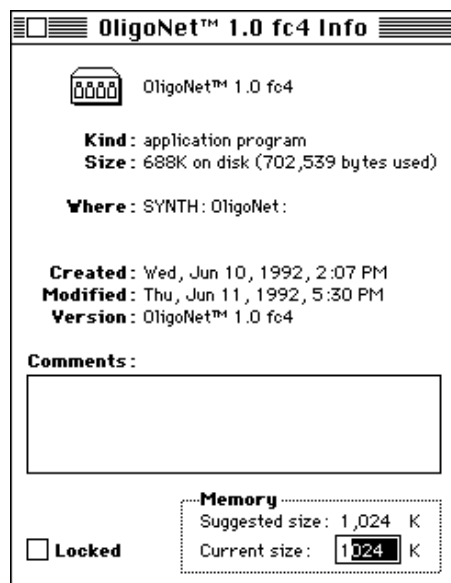 OligoNet™ 1.0 fc4 Info
OligoNet™ 1.0 fc4
Kind: application program
Size: 688K on disk (702,539 bytes used)
Where: SYNTH: OligoNet:
Created: Wed, Jun 10, 1992, 2:07 PM
Modified: Thu, Jun 11, 1992, 5:30 PM
Version: OligoNet™ 1.0 fc4
Comments:
Memory
Suggested size: 1,024 K
Locked
Current size: 1024 K